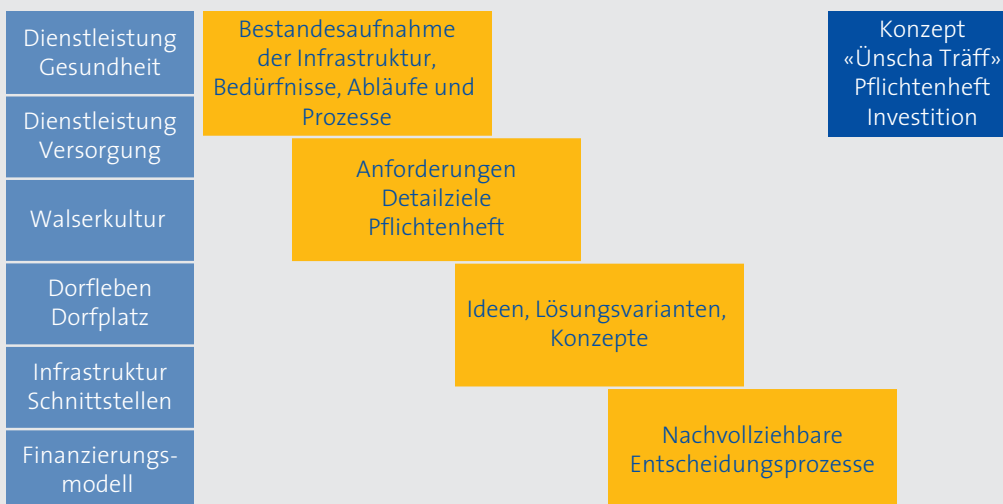 Dienstleistung
Gesundheit
Dienstleistung
Versorgung
Walserkultur
Dorfleben
Dorfplatz
Infrastruktur
Schnittstellen
Finanzierungs-
modell
Bestandesaufnahme
der Infrastruktur,
Bedürfnisse, Abläufe und
Prozesse
Anforderungen
Detailziele
Pflichtenheft
Ideen, Lösungsvarianten,
Konzepte
Nachvollziehbare
Entscheidungsprozesse
Konzept
«Ünscha Träff»
Pflichtenheft
Investition